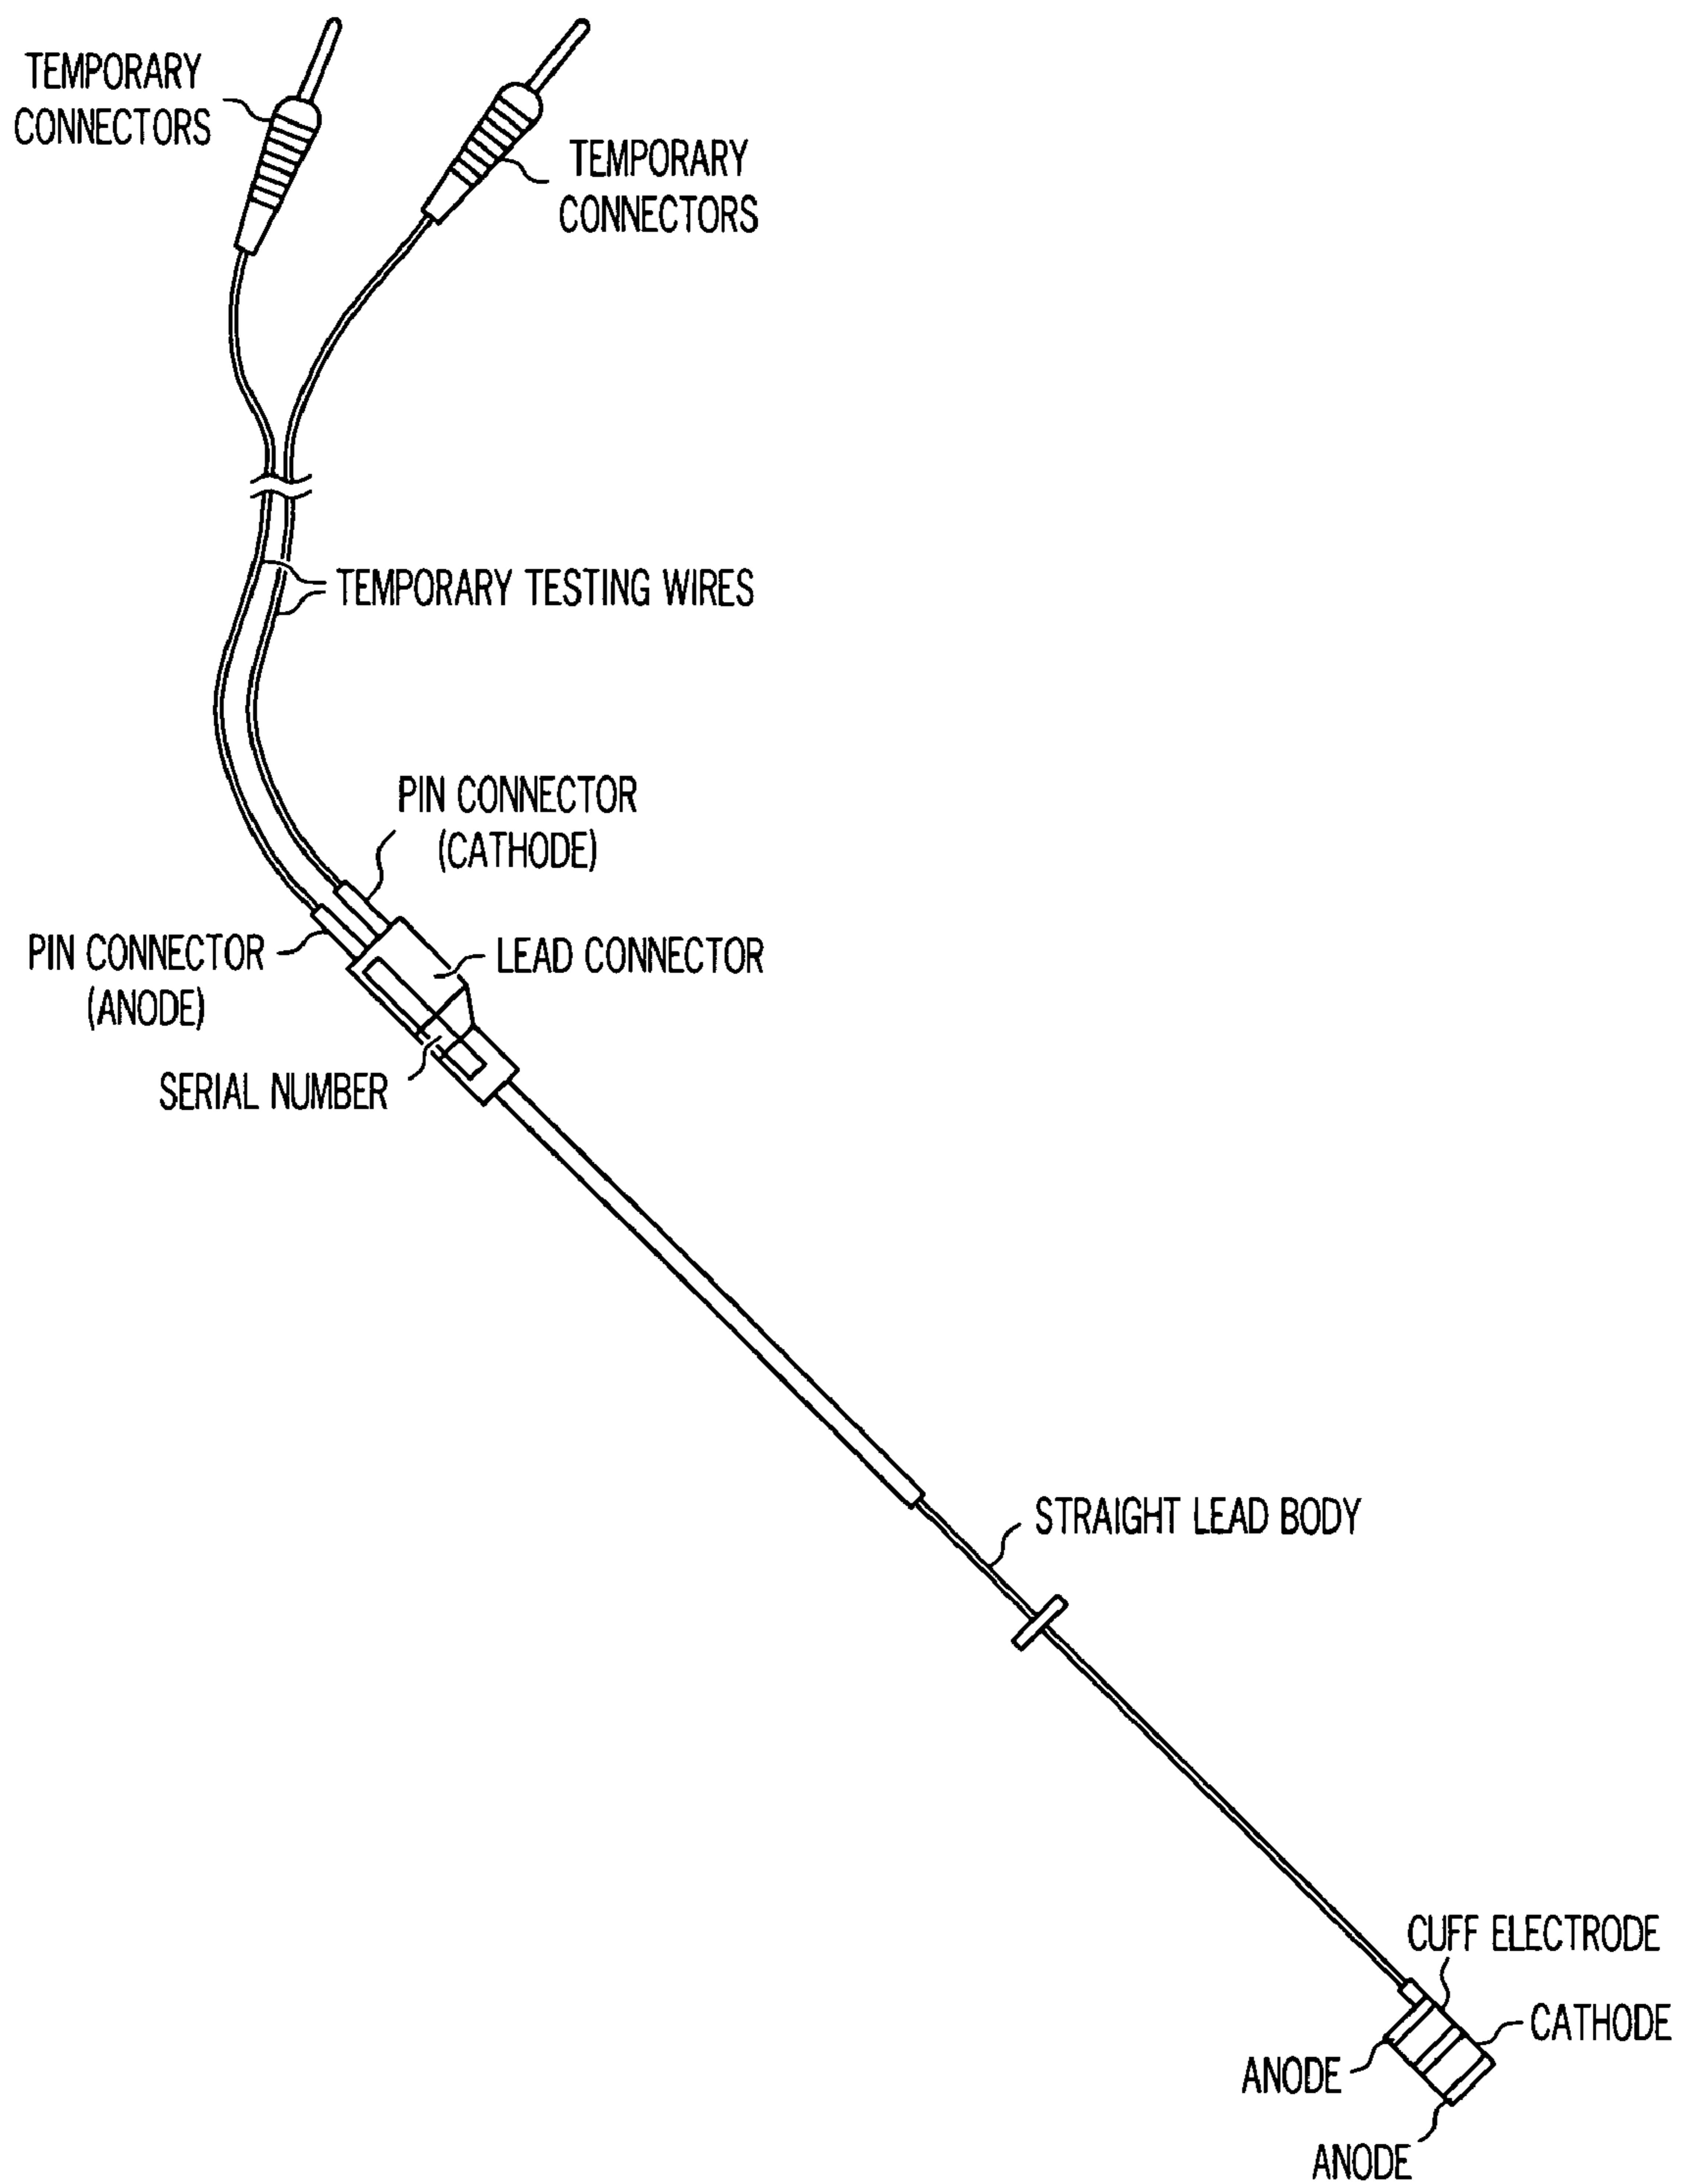 TEMPORARY
CONNECTORS
TEMPORARY
CONNECTORS
TEMPORARY TESTING WIRES
PIN CONNECTOR
(CATHODE)
PIN CONNECTOR
(ANODE)
LEAD CONNECTOR
SERIAL NUMBER
STRAIGHT LEAD BODY
CUFF ELECTRODE
CATHODE
ANODE
ANODE